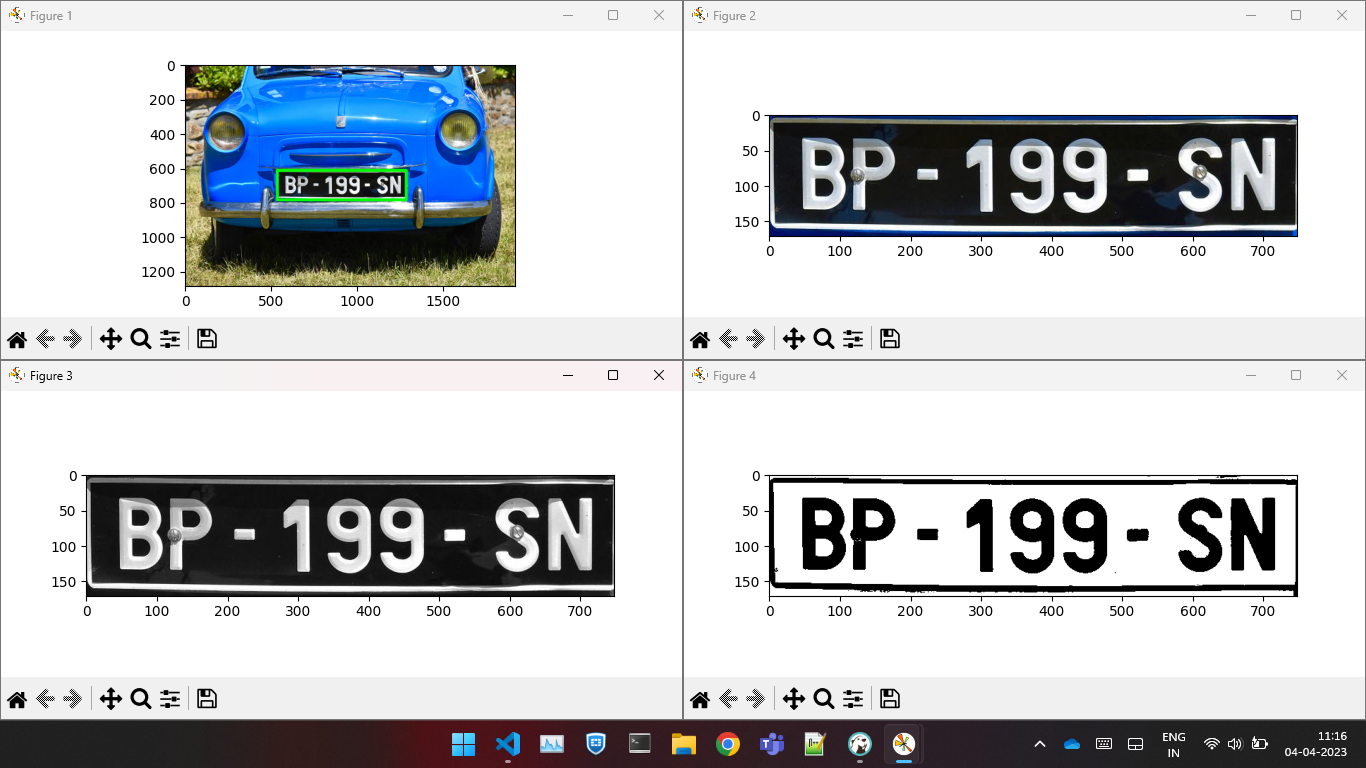 Figure 1
0
200
400
600
800
1000
1200
0 500 1000 1500
BP - 199 - SN
Figure 2
0
50
100
150
0 100 200 300 400 500 600 700
BP - 199 - SN
Figure 3
0
50
100
150
0 100 200 300 400 500 600 700
BP - 199 - SN
Figure 4
0
50
100
150
0 100 200 300 400 500 600 700
BP - 199 - SN
ENG
IN
11:16
04-04-2023